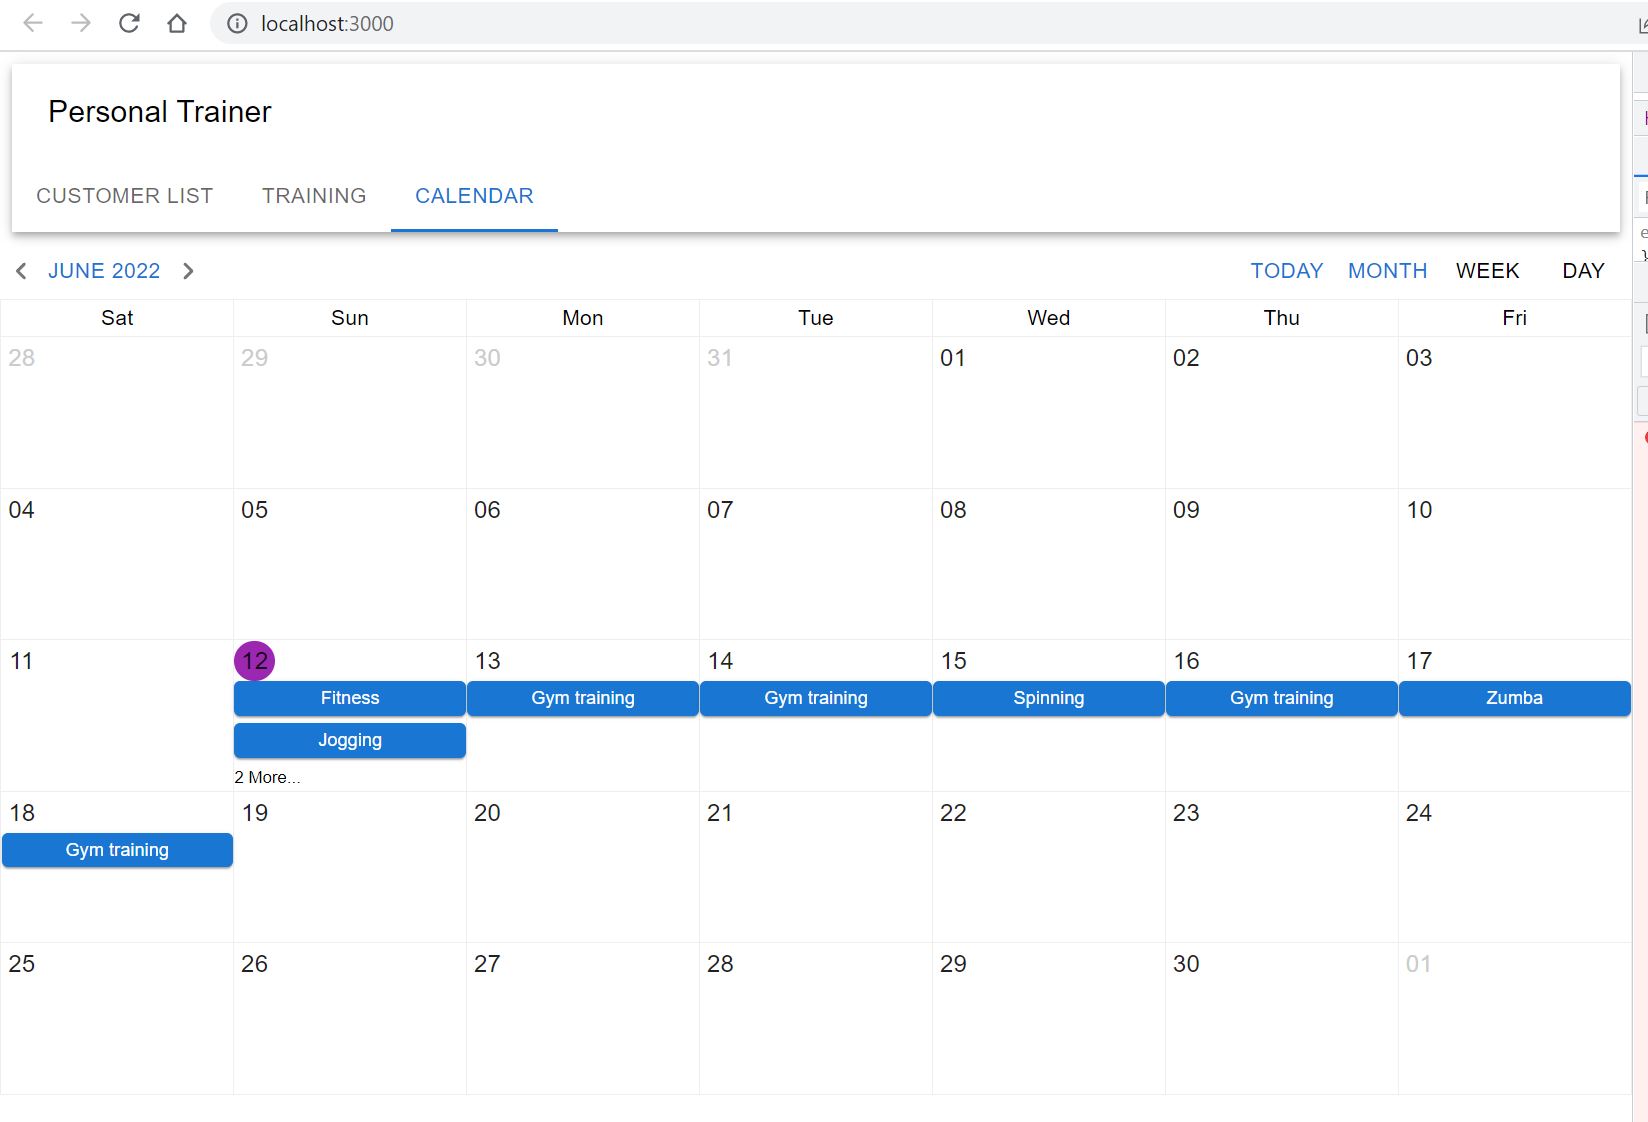 localhost:3000
Personal Trainer
CUSTOMER LIST TRAINING CALENDAR
JUNE 2022 TODAY MONTH WEEK DAY
Sat Sun Mon Tue Wed Thu Fri
28 29 30 31 01 02 03
04 05 06 07 08 09 10
11 12 13 14 15 16 17
Fitness Gym training Gym training Spinning Gym training Zumba
Jogging
2 More...
18 19 20 21 22 23 24
Gym training
25 26 27 28 29 30 01